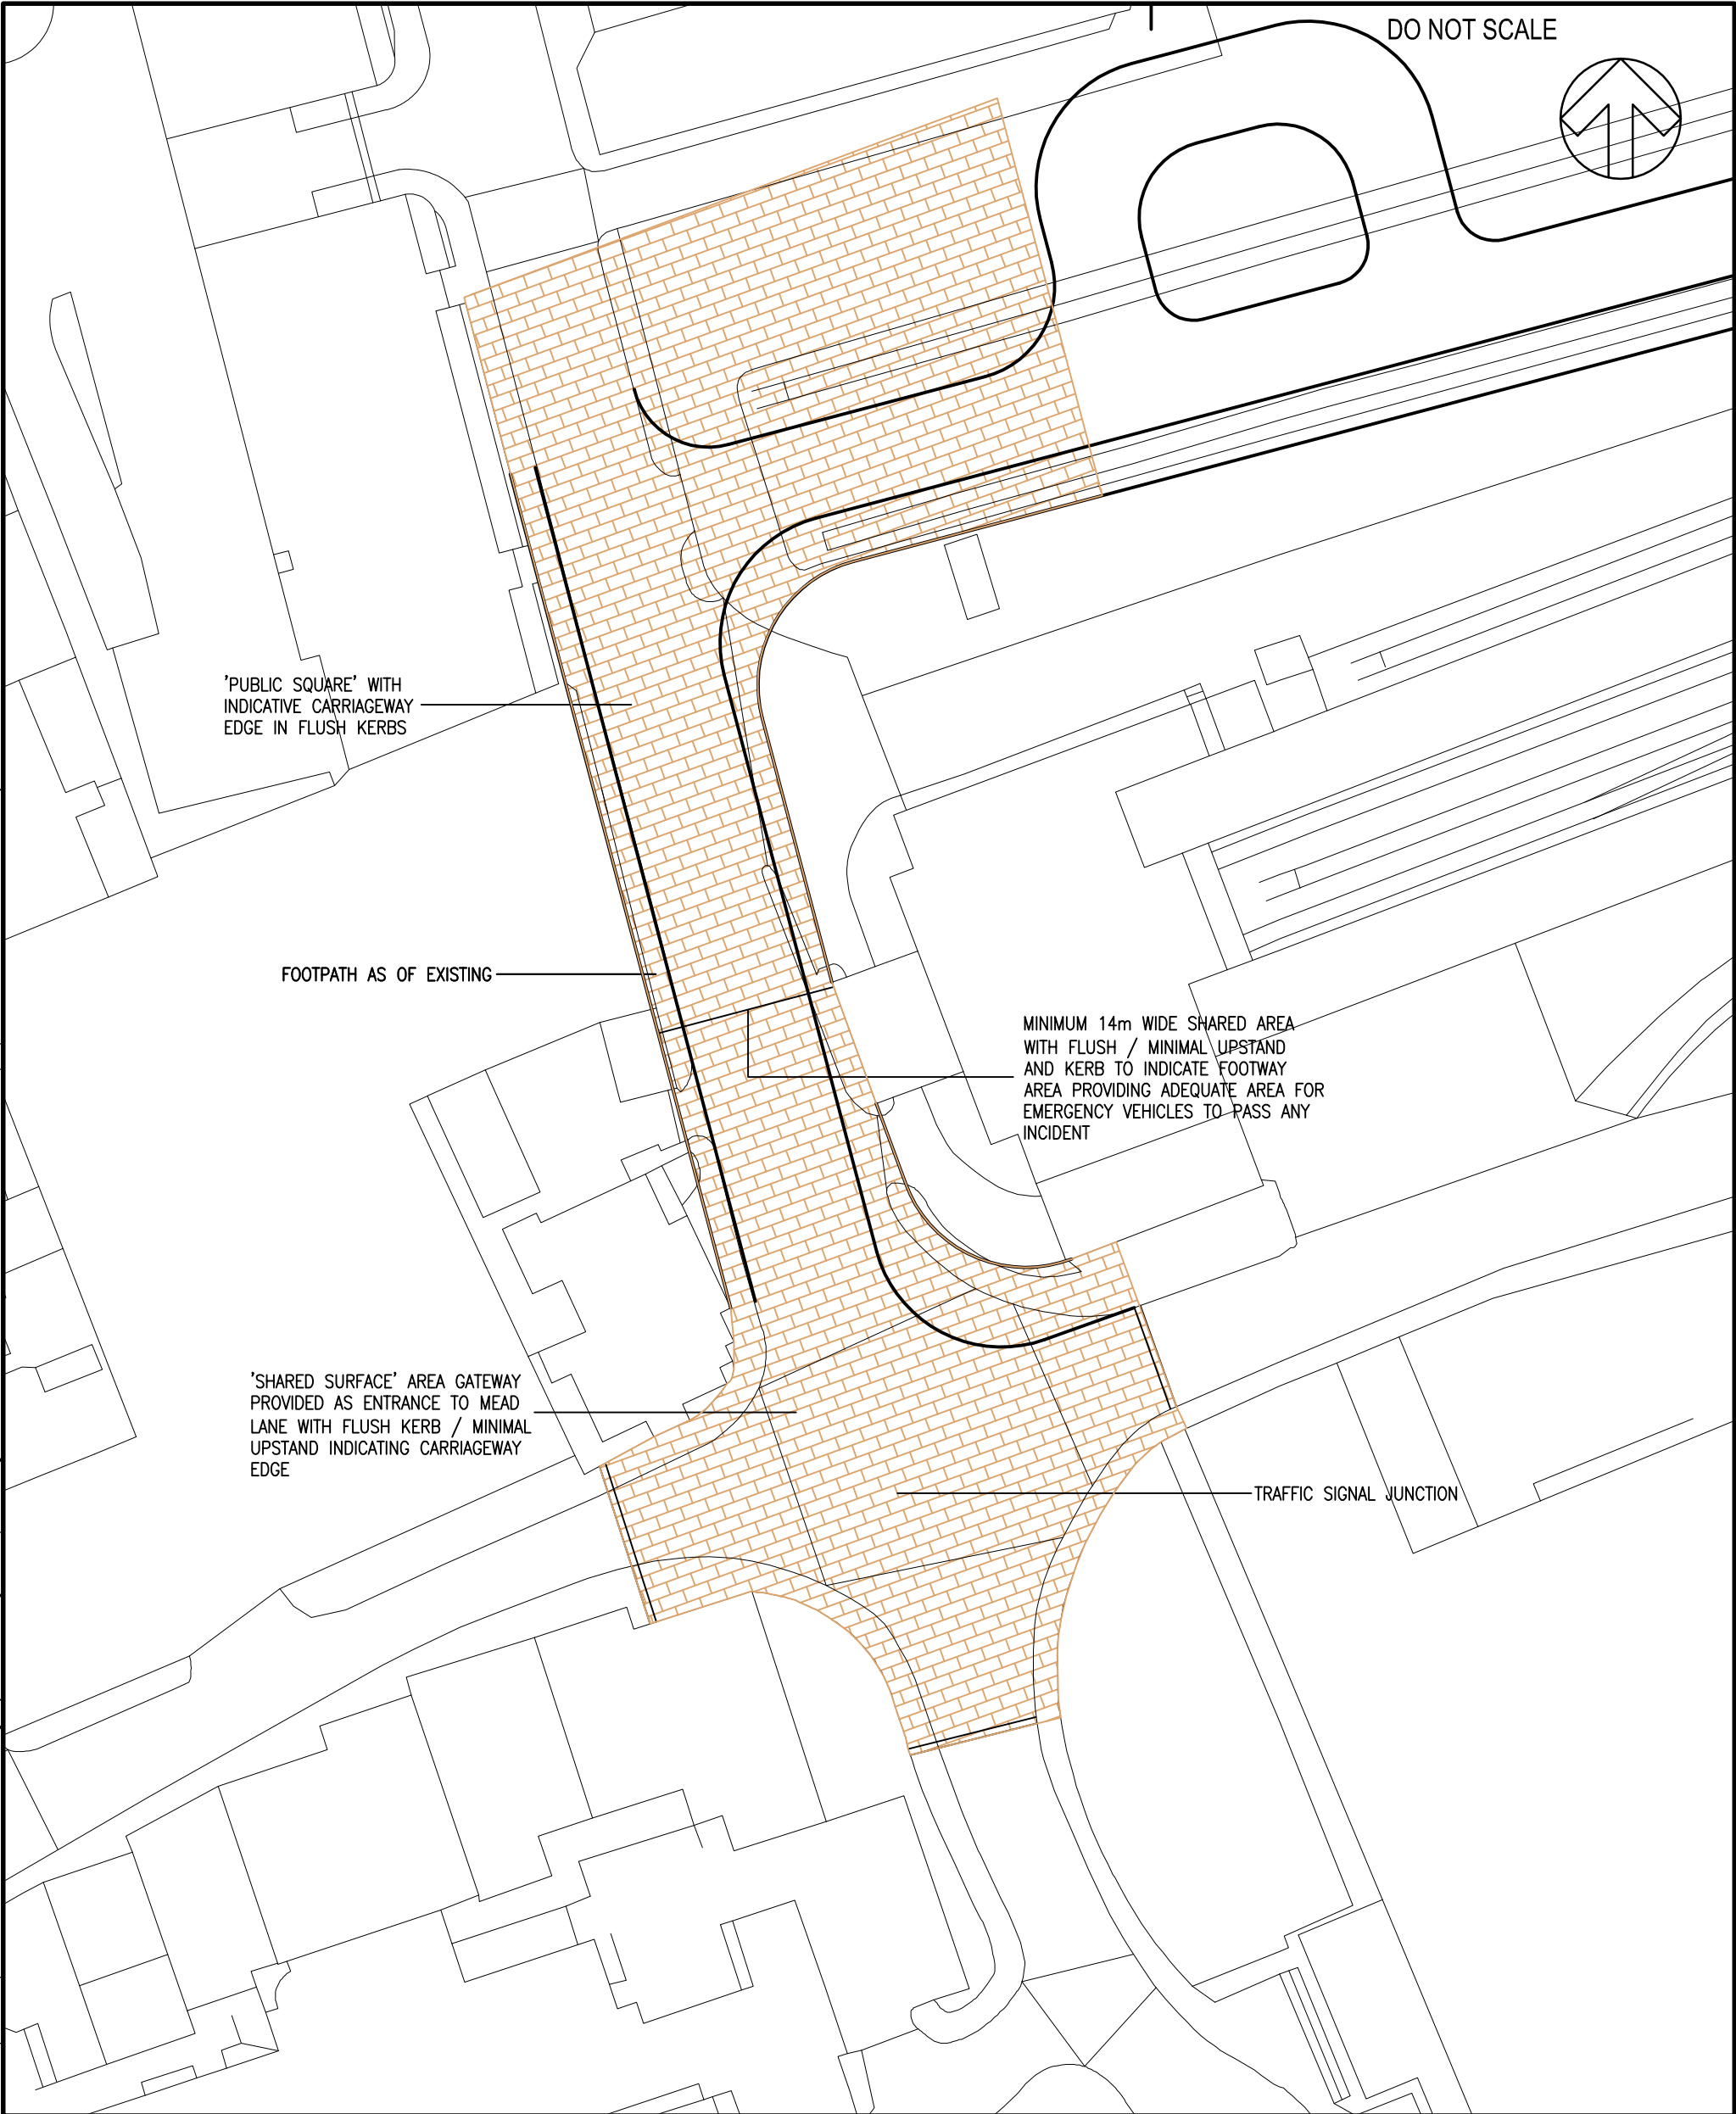 DO NOT SCALE
'PUBLIC SQUARE' WITH
INDICATIVE CARRIAGEWAY
EDGE IN FLUSH KERBS
FOOTPATH AS OF EXISTING
MINIMUM 14m WIDE SHARED AREA
WITH FLUSH / MINIMAL UPSTAND
AND KERB TO INDICATE FOOTWAY
AREA PROVIDING ADEQUATE AREA FOR
EMERGENCY VEHICLES TO PASS ANY
INCIDENT
'SHARED SURFACE' AREA GATEWAY
PROVIDED AS ENTRANCE TO MEAD
LANE WITH FLUSH KERB / MINIMAL
UPSTAND INDICATING CARRIAGEWAY
EDGE
TRAFFIC SIGNAL JUNCTION